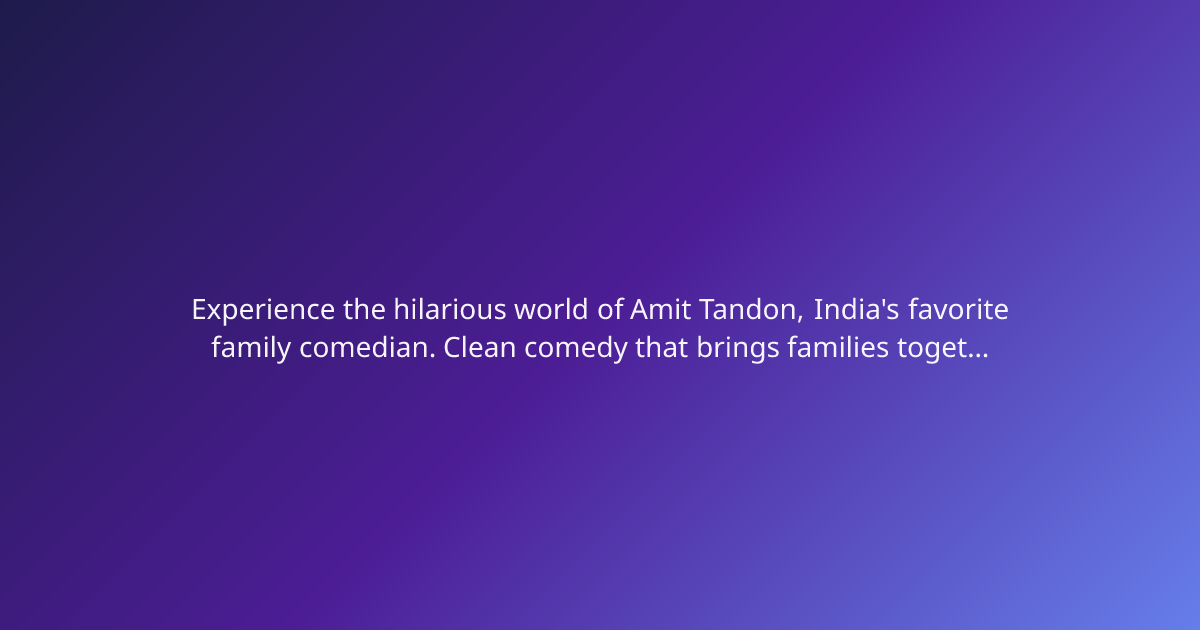 Experience the hilarious world of Amit Tandon, India's favorite
family comedian. Clean comedy that brings families toget...